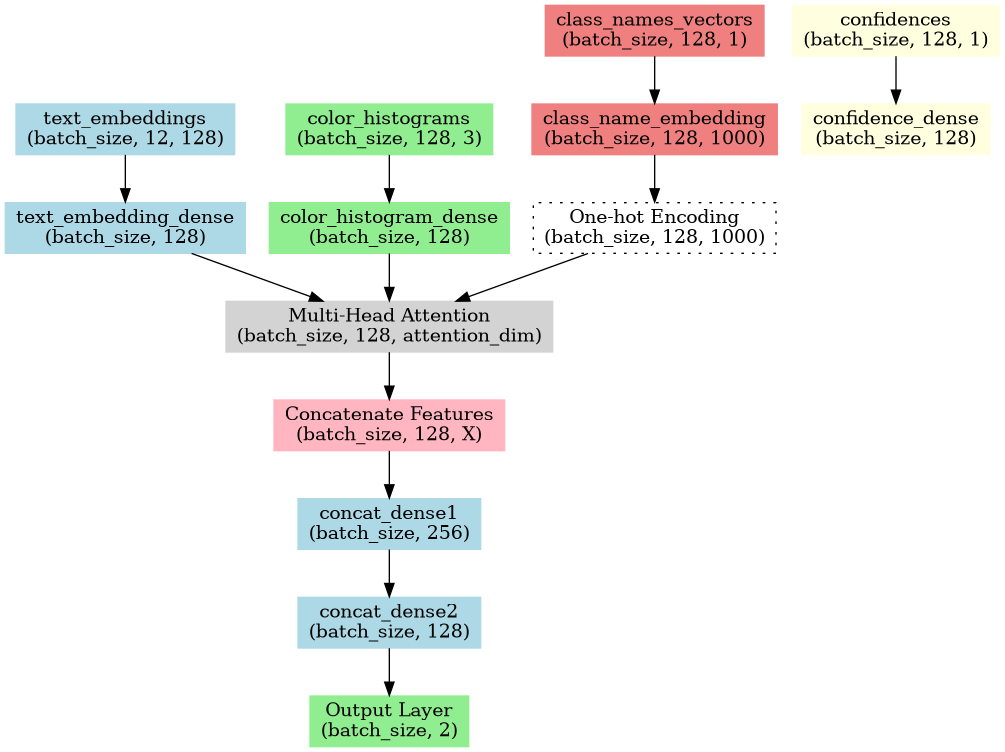 class_names_vectors
(batch_size, 128, 1)
confidences
(batch_size, 128, 1)
text_embeddings
(batch_size, 12, 128)
color_histograms
(batch_size, 128, 3)
class_name_embedding
(batch_size, 128, 1000)
confidence_dense
(batch_size, 128)
text_embedding_dense
(batch_size, 128)
color_histogram_dense
(batch_size, 128)
One-hot Encoding
(batch_size, 128, 1000)
Multi-Head Attention
(batch_size, 128, attention_dim)
Concatenate Features
(batch_size, 128, X)
concat_dense1
(batch_size, 256)
concat_dense2
(batch_size, 128)
Output Layer
(batch_size, 2)